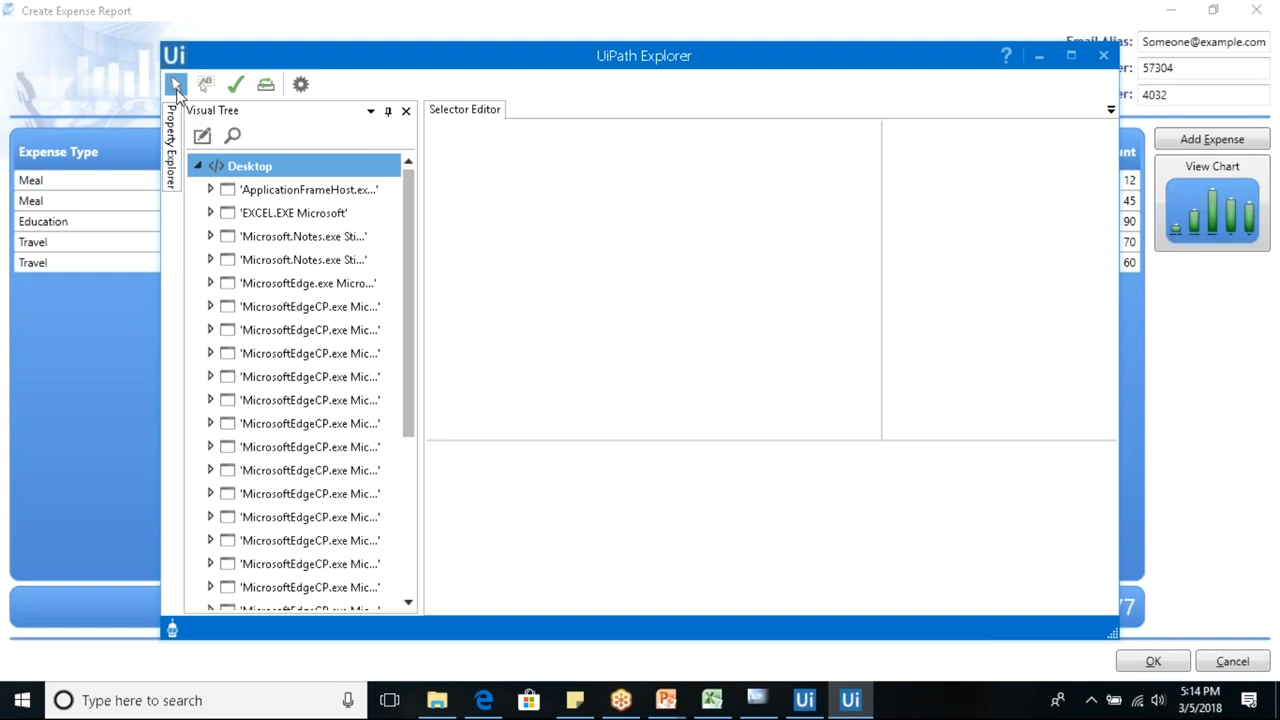 Create Expense Report
Email Alias: Someone@example.com
Ui
UiPath Explorer
?
er: 57304
AB
er: 4032
Visual Tree
Selector Editor
Property Explorer
Add Expense
Expense Type
unt
View Chart
Desktop
Meal
12
'ApplicationFrameHost.ex...'
Meal
45
'EXCEL.EXE Microsoft'
Education
90
'Microsoft.Notes.exe Sti...'
Travel
70
'Microsoft.Notes.exe Sti...'
Travel
60
'MicrosoftEdge.exe Micro...'
'MicrosoftEdgeCP.exe Mic...'
'MicrosoftEdgeCP.exe Mic...'
'MicrosoftEdgeCP.exe Mic...'
'MicrosoftEdgeCP.exe Mic...'
'MicrosoftEdgeCP.exe Mic...'
'MicrosoftEdgeCP.exe Mic...'
'MicrosoftEdgeCP.exe Mic...'
'MicrosoftEdgeCP.exe Mic...'
'MicrosoftEdgeCP.exe Mic...'
'MicrosoftEdgeCP.exe Mic...'
'MicrosoftEdgeCP.exe Mic...'
'MicrosoftEdgeCP.exe Mic...'
'MicrosoftEdgeCP.exe Mic...'
OK
Cancel
Type here to search
Ui
Ui
5:14 PM
3/5/2018